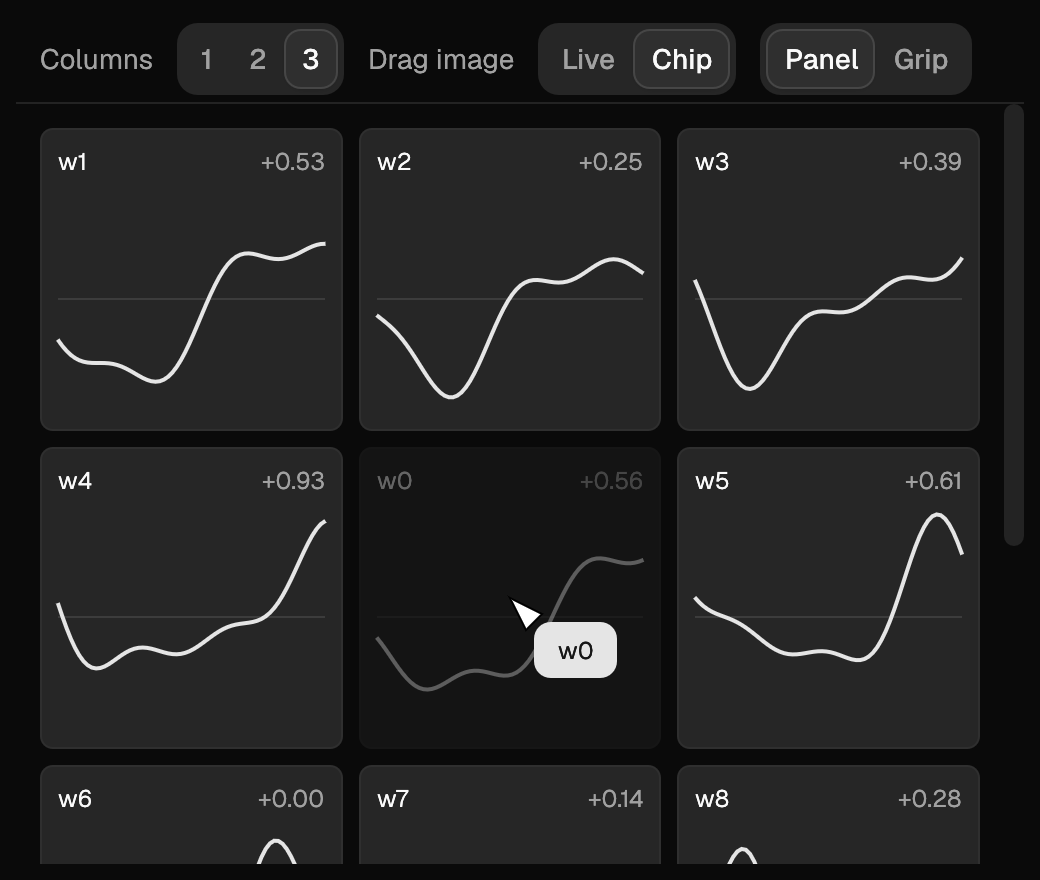 Columns 1 2 3 Drag image Live Chip Panel Grip
w1 +0.53 w2 +0.25 w3 +0.39
w4 +0.93 w0 +0.56 w5 +0.61
w0
w6 +0.00 w7 +0.14 w8 +0.28